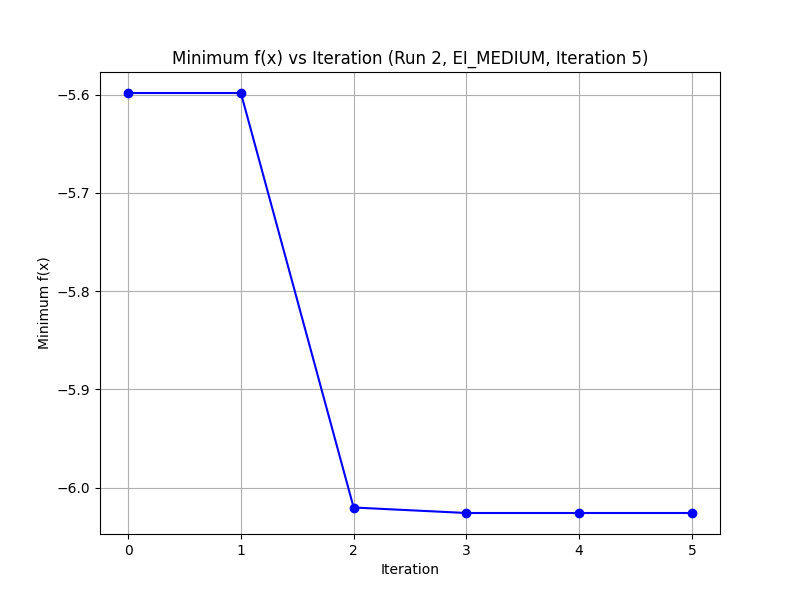 Minimum f(x) vs Iteration (Run 2, EI_MEDIUM, Iteration 5)
Minimum f(x)
−5.6
−5.7
−5.8
−5.9
−6.0
0 1 2 3 4 5
Iteration